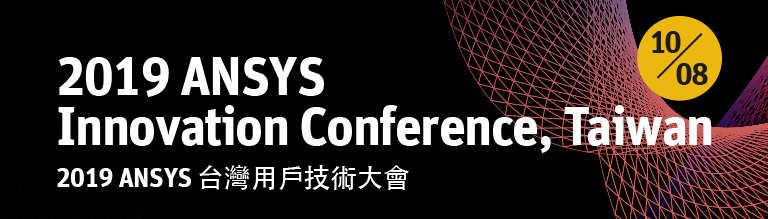 2019 ANSYS
Innovation Conference, Taiwan
2019 ANSYS 台灣用戶技術大會
10/08